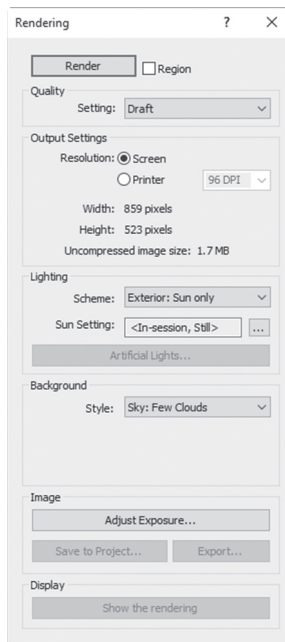 Rendering ? ×
Render Region
Quality
Setting: Draft
Output Settings
Resolution: Screen
Printer 96 DPI
Width: 859 pixels
Height: 523 pixels
Uncompressed image size: 1.7 MB
Lighting
Scheme: Exterior: Sun only
Sun Setting: <In-session, Still> ...
Artificial Lights...
Background
Style: Sky: Few Clouds
Image
Adjust Exposure...
Save to Project... Export...
Display
Show the rendering